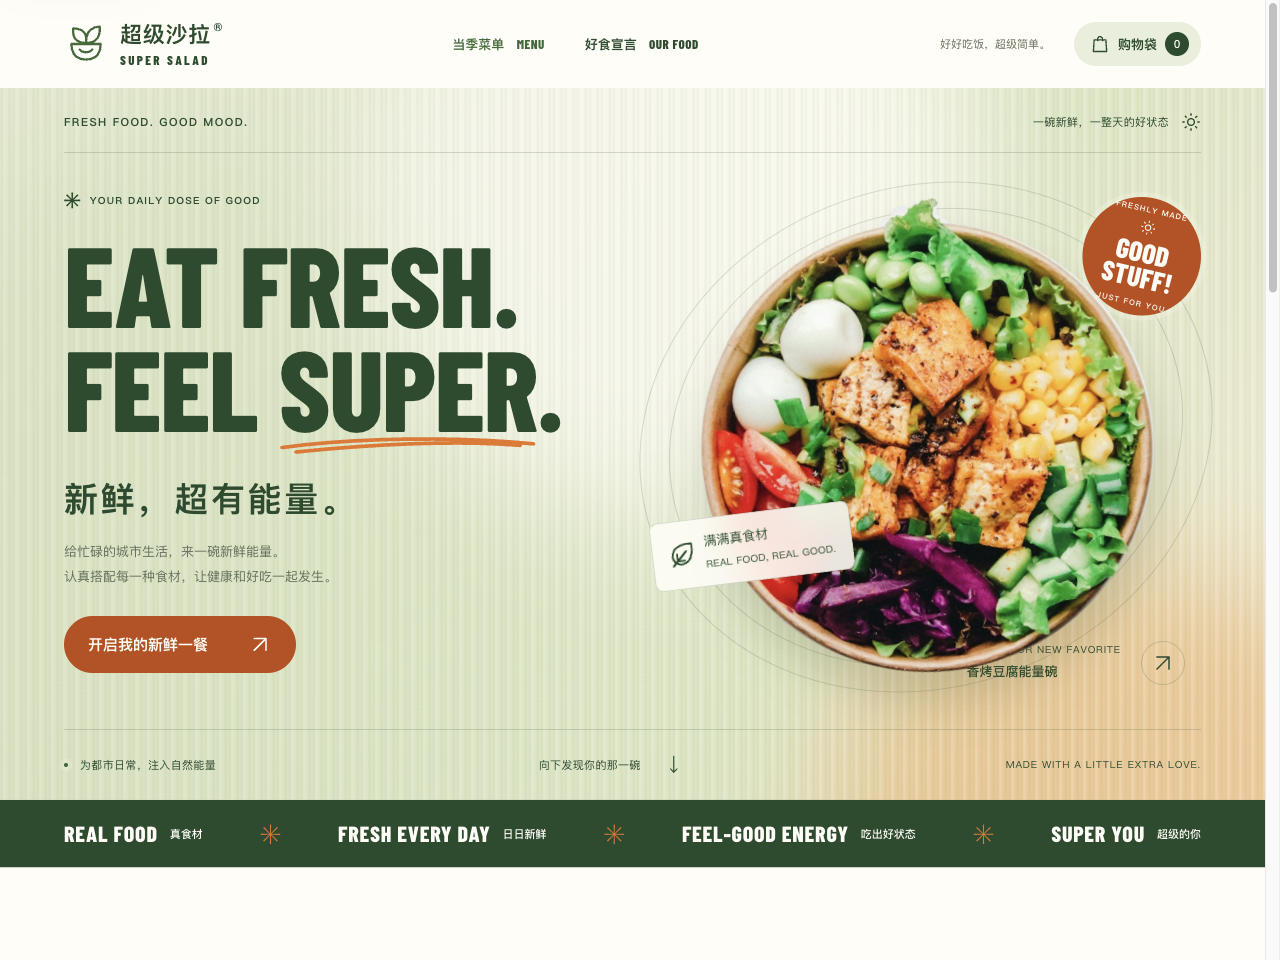 超级沙拉®
SUPER SALAD
当季菜单 MENU
好食宣言 OUR FOOD
好好吃饭，超级简单。
购物袋 0
FRESH FOOD. GOOD MOOD.
一碗新鲜，一整天的好状态
YOUR DAILY DOSE OF GOOD
EAT FRESH.
FEEL SUPER.
新鲜，超有能量。
给忙碌的城市生活，来一碗新鲜能量。
认真搭配每一种食材，让健康和好吃一起发生。
开启我的新鲜一餐
FRESHLY MADE
GOOD
STUFF!
JUST FOR YOU
满满真食材
REAL FOOD, REAL GOOD.
NEW FAVORITE
香烤豆腐能量碗
为都市日常，注入自然能量
向下发现你的那一碗
MADE WITH A LITTLE EXTRA LOVE.
REAL FOOD 真食材
FRESH EVERY DAY 日日新鲜
FEEL-GOOD ENERGY 吃出好状态
SUPER YOU 超级的你